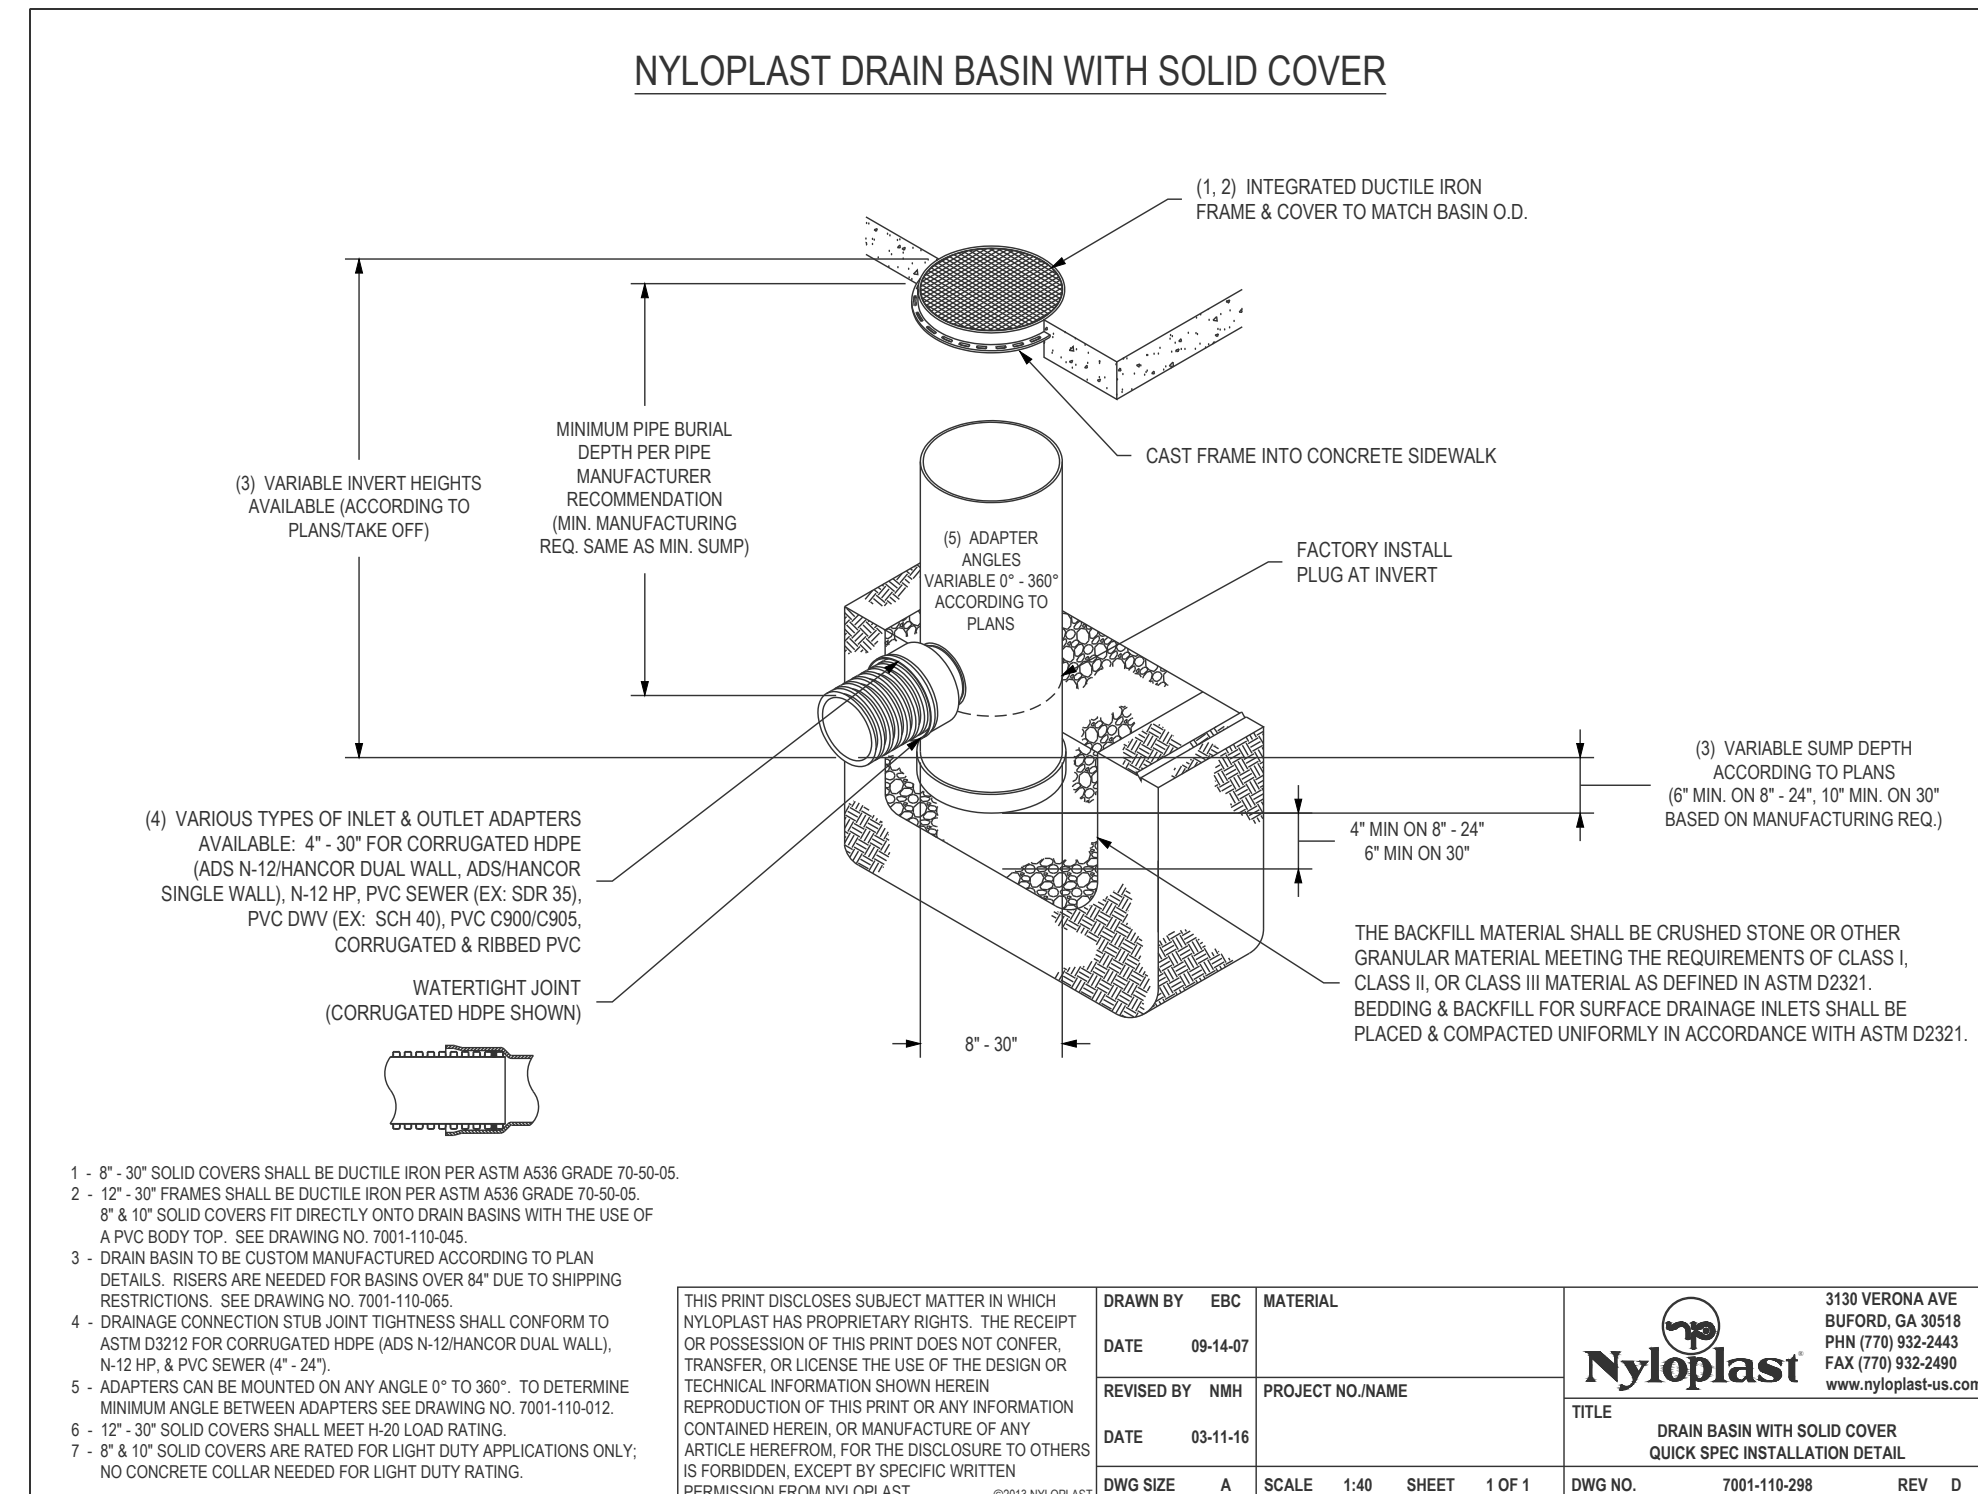 NYLOPLAST DRAIN BASIN WITH SOLID COVER
(1, 2) INTEGRATED DUCTILE IRON
FRAME & COVER TO MATCH BASIN O.D.
MINIMUM PIPE BURIAL
DEPTH PER PIPE
MANUFACTURER
RECOMMENDATION
(MIN. MANUFACTURING
REQ. SAME AS MIN. SUMP)
CAST FRAME INTO CONCRETE SIDEWALK
(3) VARIABLE INVERT HEIGHTS
AVAILABLE (ACCORDING TO
PLANS/TAKE OFF)
(5) ADAPTER
ANGLES
VARIABLE 0° - 360°
ACCORDING TO
PLANS
FACTORY INSTALL
PLUG AT INVERT
(3) VARIABLE SUMP DEPTH
ACCORDING TO PLANS
(6" MIN. ON 8" - 24", 10" MIN. ON 30"
BASED ON MANUFACTURING REQ.)
(4) VARIOUS TYPES OF INLET & OUTLET ADAPTERS
AVAILABLE: 4" - 30" FOR CORRUGATED HDPE
(ADS N-12/HANCOR DUAL WALL, ADS/HANCOR
SINGLE WALL), N-12 HP, PVC SEWER (EX: SDR 35),
PVC DWV (EX: SCH 40), PVC C900/C905,
CORRUGATED & RIBBED PVC
4" MIN ON 8" - 24"
6" MIN ON 30"
THE BACKFILL MATERIAL SHALL BE CRUSHED STONE OR OTHER
GRANULAR MATERIAL MEETING THE REQUIREMENTS OF CLASS I,
CLASS II, OR CLASS III MATERIAL AS DEFINED IN ASTM D2321.
BEDDING & BACKFILL FOR SURFACE DRAINAGE INLETS SHALL BE
PLACED & COMPACTED UNIFORMLY IN ACCORDANCE WITH ASTM D2321.
WATERTIGHT JOINT
(CORRUGATED HDPE SHOWN)
8" - 30"
1 - 8" - 30" SOLID COVERS SHALL BE DUCTILE IRON PER ASTM A536 GRADE 70-50-05.
2 - 12" - 30" FRAMES SHALL BE DUCTILE IRON PER ASTM A536 GRADE 70-50-05.
8" & 10" SOLID COVERS FIT DIRECTLY ONTO DRAIN BASINS WITH THE USE OF
A PVC BODY TOP. SEE DRAWING NO. 7001-110-045.
3 - DRAIN BASIN TO BE CUSTOM MANUFACTURED ACCORDING TO PLAN
DETAILS. RISERS ARE NEEDED FOR BASINS OVER 84" DUE TO SHIPPING
RESTRICTIONS. SEE DRAWING NO. 7001-110-065.
4 - DRAINAGE CONNECTION STUB JOINT TIGHTNESS SHALL CONFORM TO
ASTM D3212 FOR CORRUGATED HDPE (ADS N-12/HANCOR DUAL WALL),
N-12 HP, & PVC SEWER (4" - 24").
5 - ADAPTERS CAN BE MOUNTED ON ANY ANGLE 0° TO 360°. TO DETERMINE
MINIMUM ANGLE BETWEEN ADAPTERS SEE DRAWING NO. 7001-110-012.
6 - 12" - 30" SOLID COVERS SHALL MEET H-20 LOAD RATING.
7 - 8" & 10" SOLID COVERS ARE RATED FOR LIGHT DUTY APPLICATIONS ONLY;
NO CONCRETE COLLAR NEEDED FOR LIGHT DUTY RATING.
THIS PRINT DISCLOSES SUBJECT MATTER IN WHICH
NYLOPLAST HAS PROPRIETARY RIGHTS. THE RECEIPT
OR POSSESSION OF THIS PRINT DOES NOT CONFER,
TRANSFER, OR LICENSE THE USE OF THE DESIGN OR
TECHNICAL INFORMATION SHOWN HEREIN
REPRODUCTION OF THIS PRINT OR ANY INFORMATION
CONTAINED HEREIN, OR MANUFACTURE OF ANY
ARTICLE HEREFROM, FOR THE DISCLOSURE TO OTHERS
IS FORBIDDEN, EXCEPT BY SPECIFIC WRITTEN
PERMISSION FROM NYLOPLAST. ©2013 NYLOPLAST
DRAWN BY EBC
DATE 09-14-07
REVISED BY NMH
DATE 03-11-16
DWG SIZE A
MATERIAL
PROJECT NO./NAME
SCALE 1:40 SHEET 1 OF 1
Nyloplast®
3130 VERONA AVE
BUFORD, GA 30518
PHN (770) 932-2443
FAX (770) 932-2490
www.nyloplast-us.com
TITLE
DRAIN BASIN WITH SOLID COVER
QUICK SPEC INSTALLATION DETAIL
DWG NO. 7001-110-298 REV D